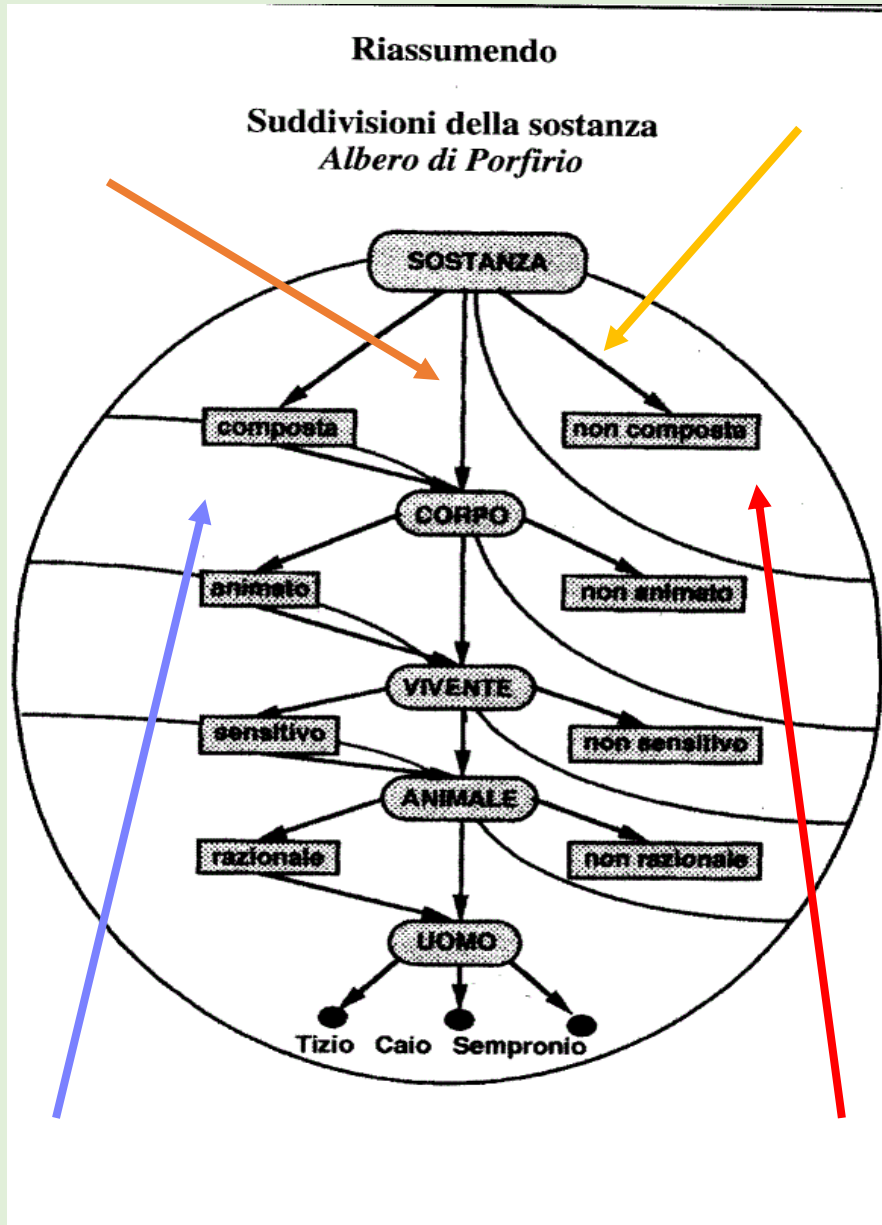 Riassumendo
Suddivisioni della sostanza
Albero di Porfirio
SOSTANZA
composta
non composta
CORPO
animato
non animato
VIVENTE
sensitivo
non sensitivo
ANIMALE
razionale
non razionale
UOMO
Tizio Caio Sempronio